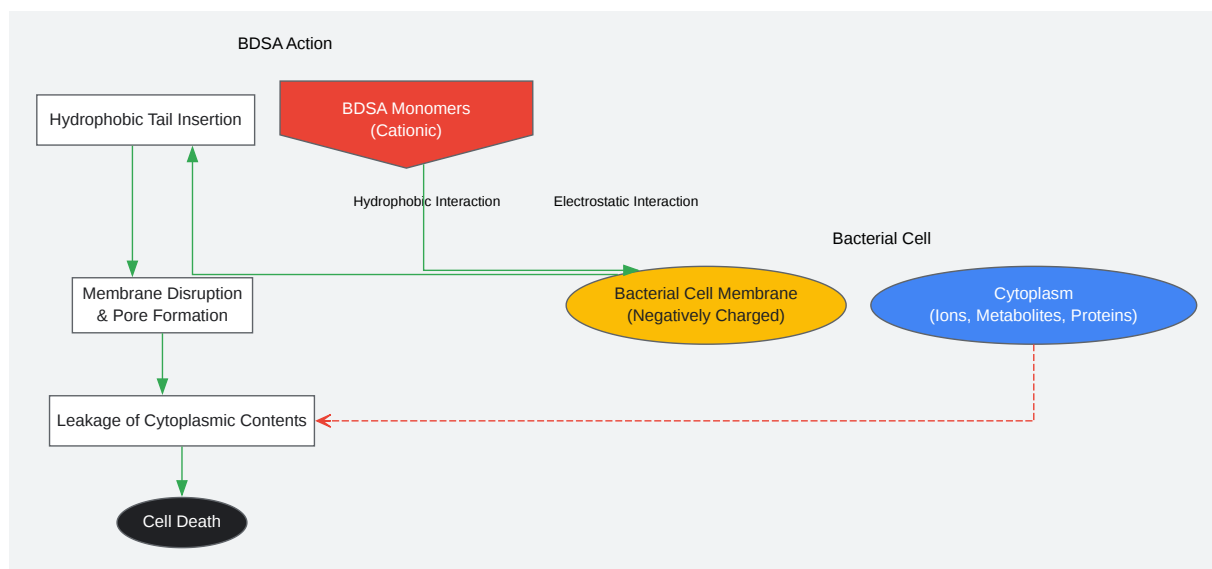 BDSA Action
BDSA Monomers
(Cationic)
Hydrophobic Tail Insertion
Hydrophobic Interaction
Electrostatic Interaction
Bacterial Cell
Membrane Disruption
& Pore Formation
Bacterial Cell Membrane
(Negatively Charged)
Cytoplasm
(Ions, Metabolites, Proteins)
Leakage of Cytoplasmic Contents
Cell Death